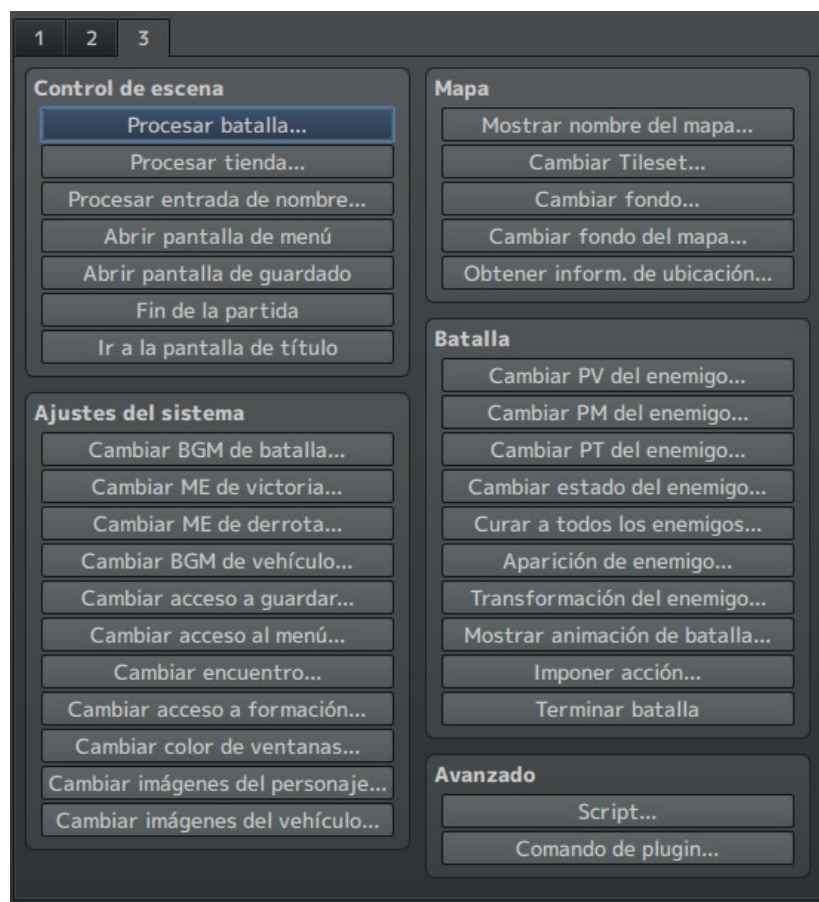 1 2 3
Control de escena
Procesar batalla...
Procesar tienda...
Procesar entrada de nombre...
Abrir pantalla de menú
Abrir pantalla de guardado
Fin de la partida
Ir a la pantalla de título
Ajustes del sistema
Cambiar BGM de batalla...
Cambiar ME de victoria...
Cambiar ME de derrota...
Cambiar BGM de vehículo...
Cambiar acceso a guardar...
Cambiar acceso al menú...
Cambiar encuentro...
Cambiar acceso a formación...
Cambiar color de ventanas...
Cambiar imágenes del personaje...
Cambiar imágenes del vehículo...
Mapa
Mostrar nombre del mapa...
Cambiar Tileset...
Cambiar fondo...
Cambiar fondo del mapa...
Obtener inform. de ubicación...
Batalla
Cambiar PV del enemigo...
Cambiar PM del enemigo...
Cambiar PT del enemigo...
Cambiar estado del enemigo...
Curar a todos los enemigos...
Aparición de enemigo...
Transformación del enemigo...
Mostrar animación de batalla...
Imponer acción...
Terminar batalla
Avanzado
Script...
Comando de plugin...